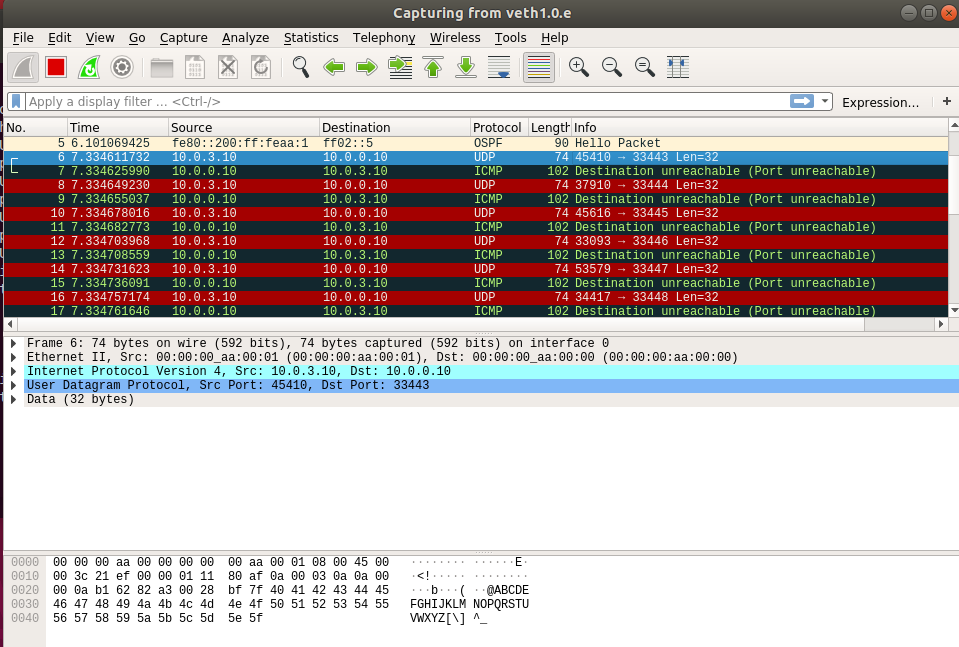 Capturing from veth1.0.e
File Edit View Go Capture Analyze Statistics Telephony Wireless Tools Help
Apply a display filter ... <Ctrl-/> Expression... +
No. Time Source Destination Protocol Length Info
5 6.101069425 fe80::200:ff:feaa:1 ff02::5 OSPF 90 Hello Packet
6 7.334611732 10.0.3.10 10.0.0.10 UDP 74 45410 → 33443 Len=32
7 7.334625990 10.0.3.10 10.0.0.10 ICMP 102 Destination unreachable (Port unreachable)
8 7.334649230 10.0.3.10 10.0.0.10 UDP 74 37910 → 33444 Len=32
9 7.334655037 10.0.3.10 10.0.0.10 ICMP 102 Destination unreachable (Port unreachable)
10 7.334678016 10.0.3.10 10.0.0.10 UDP 74 45616 → 33445 Len=32
11 7.334682773 10.0.3.10 10.0.0.10 ICMP 102 Destination unreachable (Port unreachable)
12 7.334703968 10.0.3.10 10.0.0.10 UDP 74 33093 → 33446 Len=32
13 7.334708559 10.0.3.10 10.0.0.10 ICMP 102 Destination unreachable (Port unreachable)
14 7.334731623 10.0.3.10 10.0.0.10 UDP 74 53579 → 33447 Len=32
15 7.334736091 10.0.3.10 10.0.0.10 ICMP 102 Destination unreachable (Port unreachable)
16 7.334757174 10.0.3.10 10.0.0.10 UDP 74 34417 → 33448 Len=32
17 7.334761646 10.0.3.10 10.0.0.10 ICMP 102 Destination unreachable (Port unreachable)
Frame 6: 74 bytes on wire (592 bits), 74 bytes captured (592 bits) on interface 0
Ethernet II, Src: 00:00:00_aa:00:01 (00:00:00:aa:00:01), Dst: 00:00:00_aa:00:00 (00:00:00:aa:00:00)
Internet Protocol Version 4, Src: 10.0.3.10, Dst: 10.0.0.10
User Datagram Protocol, Src Port: 45410, Dst Port: 33443
Data (32 bytes)
0000 00 00 00 aa 00 00 00 00 00 aa 00 01 08 00 45 00 ········ ······E·
0010 00 3c 21 ef 00 00 01 11 80 af 0a 00 03 0a 0a 00 ·<!····· ········
0020 00 0a b1 62 82 a3 00 28 bf 7f 40 41 42 43 44 45 ···b···( ··@ABCDE
0030 46 47 48 49 4a 4b 4c 4d 4e 4f 50 51 52 53 54 55 FGHIJKLM NOPQRSTU
0040 56 57 58 59 5a 5b 5c 5d 5e 5f VWXYZ[\] ^_